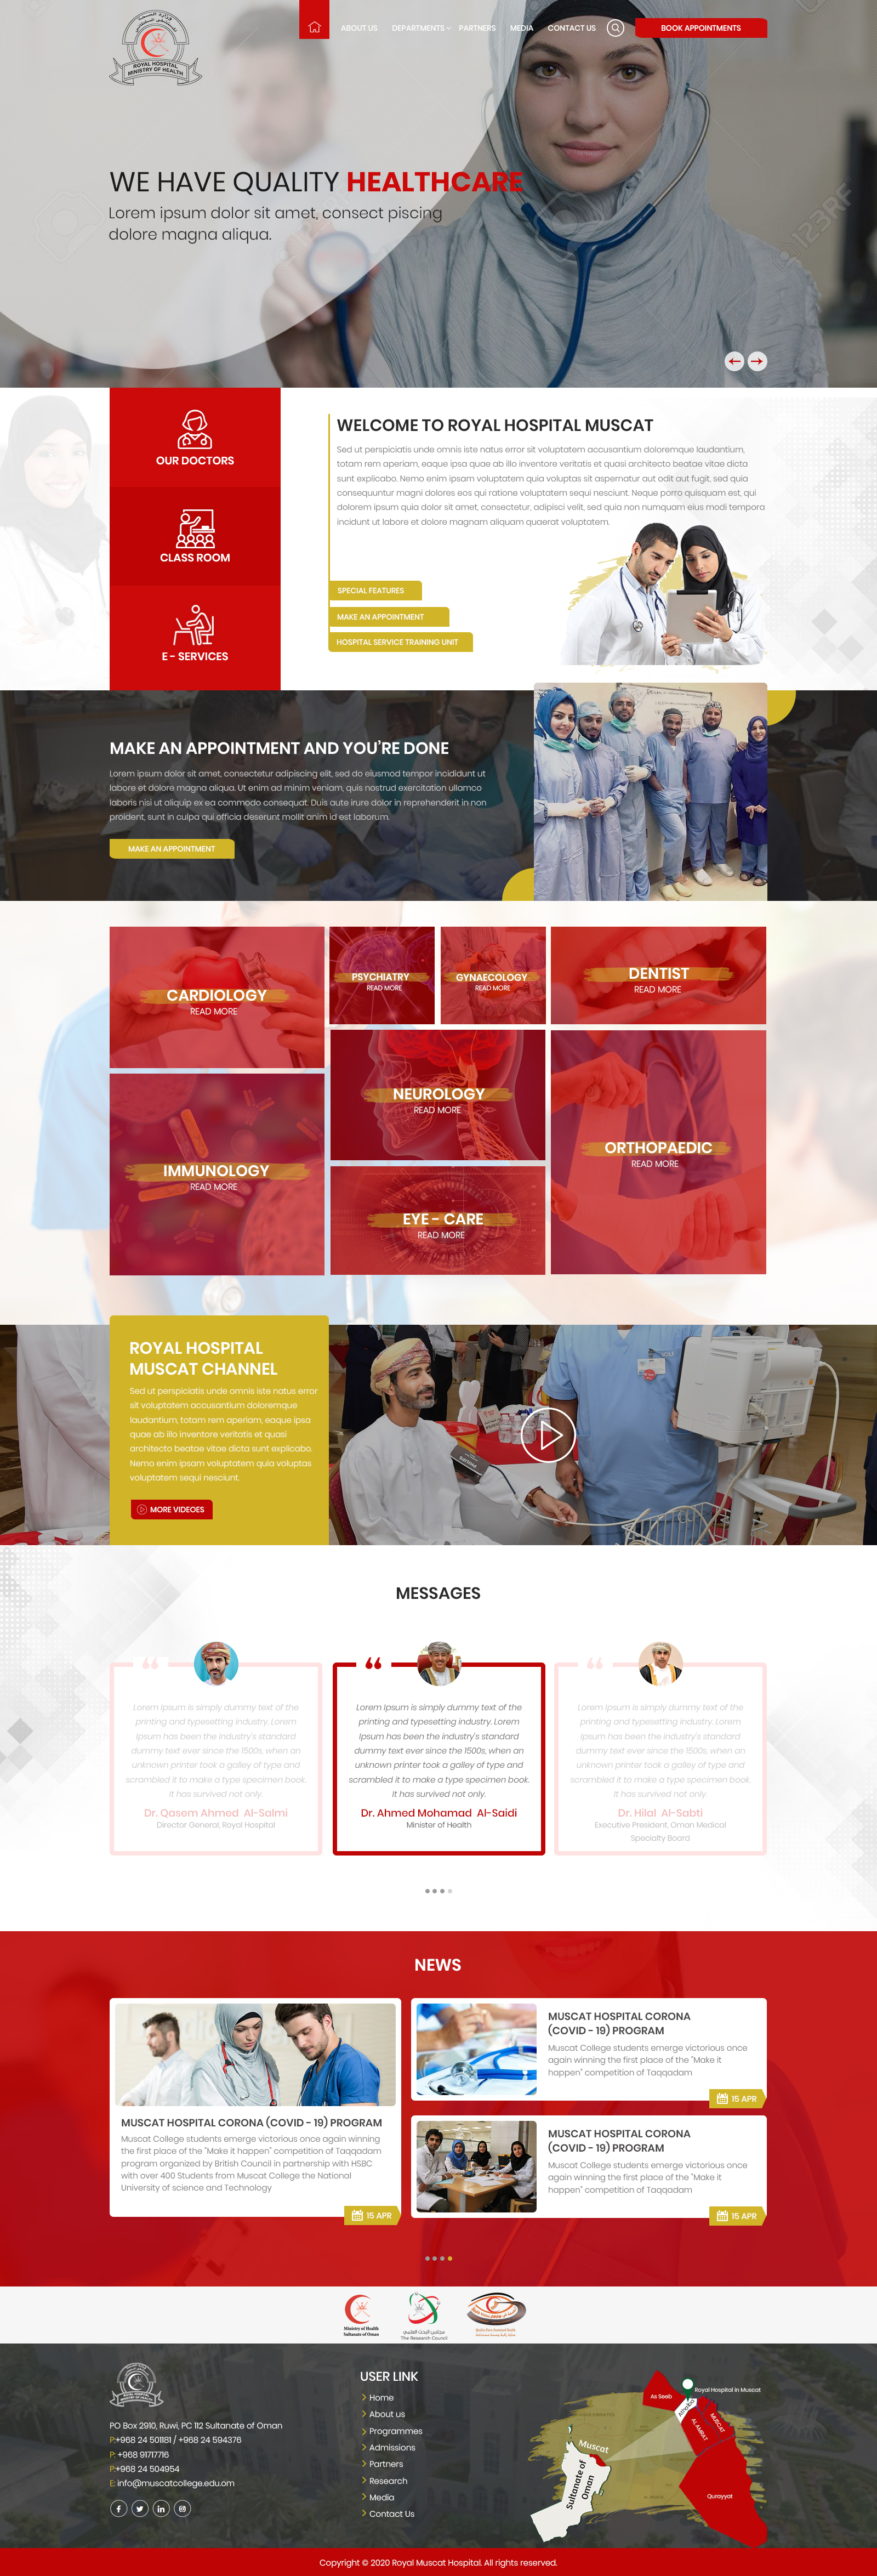 ROYAL HOSPITAL
MINISTRY OF HEALTH
ABOUT US
DEPARTMENTS
PARTNERS
MEDIA
CONTACT US
BOOK APPOINTMENTS
WE HAVE QUALITY HEALTHCARE
Lorem ipsum dolor sit amet, consect piscing
dolore magna aliqua.
123RF
OUR DOCTORS
CLASS ROOM
E - SERVICES
WELCOME TO ROYAL HOSPITAL MUSCAT
Sed ut perspiciatis unde omnis iste natus error sit voluptatem accusantium doloremque laudantium,
totam rem aperiam, eaque ipsa quae ab illo inventore veritatis et quasi architecto beatae vitae dicta
sunt explicabo. Nemo enim ipsam voluptatem quia voluptas sit aspernatur aut odit aut fugit, sed quia
consequuntur magni dolores eos qui ratione voluptatem sequi nesciunt. Neque porro quisquam est, qui
dolorem ipsum quia dolor sit amet, consectetur, adipisci velit, sed quia non numquam eius modi tempora
incidunt ut labore et dolore magnam aliquam quaerat voluptatem.
SPECIAL FEATURES
MAKE AN APPOINTMENT
HOSPITAL SERVICE TRAINING UNIT
MAKE AN APPOINTMENT AND YOU'RE DONE
Lorem ipsum dolor sit amet, consectetur adipiscing elit, sed do eiusmod tempor incididunt ut
labore et dolore magna aliqua. Ut enim ad minim veniam, quis nostrud exercitation ullamco
laboris nisi ut aliquip ex ea commodo consequat. Duis aute irure dolor in reprehenderit in non
proident, sunt in culpa qui officia deserunt mollit anim id est laborum.
MAKE AN APPOINTMENT
CARDIOLOGY
READ MORE
PSYCHIATRY
READ MORE
GYNAECOLOGY
READ MORE
DENTIST
READ MORE
NEUROLOGY
READ MORE
IMMUNOLOGY
READ MORE
ORTHOPAEDIC
READ MORE
EYE - CARE
READ MORE
ROYAL HOSPITAL
MUSCAT CHANNEL
Sed ut perspiciatis unde omnis iste natus error
sit voluptatem accusantium doloremque
laudantium, totam rem aperiam, eaque ipsa
quae ab illo inventore veritatis et quasi
architecto beatae vitae dicta sunt explicabo.
Nemo enim ipsam voluptatem quia voluptas
voluptatem sequi nesciunt.
MORE VIDEOES
MESSAGES
Lorem Ipsum is simply dummy text of the
printing and typesetting industry. Lorem
Ipsum has been the industry's standard
dummy text ever since the 1500s, when an
unknown printer took a galley of type and
scrambled it to make a type specimen book.
It has survived not only.
Dr. Qasem Ahmed Al-Salmi
Director General, Royal Hospital
Lorem Ipsum is simply dummy text of the
printing and typesetting industry. Lorem
Ipsum has been the industry's standard
dummy text ever since the 1500s, when an
unknown printer took a galley of type and
scrambled it to make a type specimen book.
It has survived not only.
Dr. Ahmed Mohamad Al-Saidi
Minister of Health
Lorem Ipsum is simply dummy text of the
printing and typesetting industry. Lorem
Ipsum has been the industry's standard
dummy text ever since the 1500s, when an
unknown printer took a galley of type and
scrambled it to make a type specimen book.
It has survived not only.
Dr. Hilal Al-Sabti
Executive President, Oman Medical
Specialty Board
NEWS
MUSCAT HOSPITAL CORONA (COVID - 19) PROGRAM
Muscat College students emerge victorious once again winning
the first place of the "Make it happen" competition of Taqqadam
program organized by British Council in partnership with HSBC
with over 400 Students from Muscat College the National
University of science and Technology
15 APR
MUSCAT HOSPITAL CORONA
(COVID - 19) PROGRAM
Muscat College students emerge victorious once
again winning the first place of the "Make it
happen" competition of Taqqadam
15 APR
MUSCAT HOSPITAL CORONA
(COVID - 19) PROGRAM
Muscat College students emerge victorious once
again winning the first place of the "Make it
happen" competition of Taqqadam
15 APR
Ministry of Health
Sultanate of Oman
مجلس البحث العلمي
The Research Council
PO Box 2910, Ruwi, PC 112 Sultanate of Oman
P:+968 24 501181 / +968 24 594376
P: +968 91717716
P:+968 24 504954
E: info@muscatcollege.edu.om
USER LINK
Home
About us
Programmes
Admissions
Partners
Research
Media
Contact Us
Royal Hospital in Muscat
As Seeb
Athaiba
MUSCAT
AL AMRAT
Qurayyat
Muscat
Sultanate of
Oman
Copyright © 2020 Royal Muscat Hospital. All rights reserved.